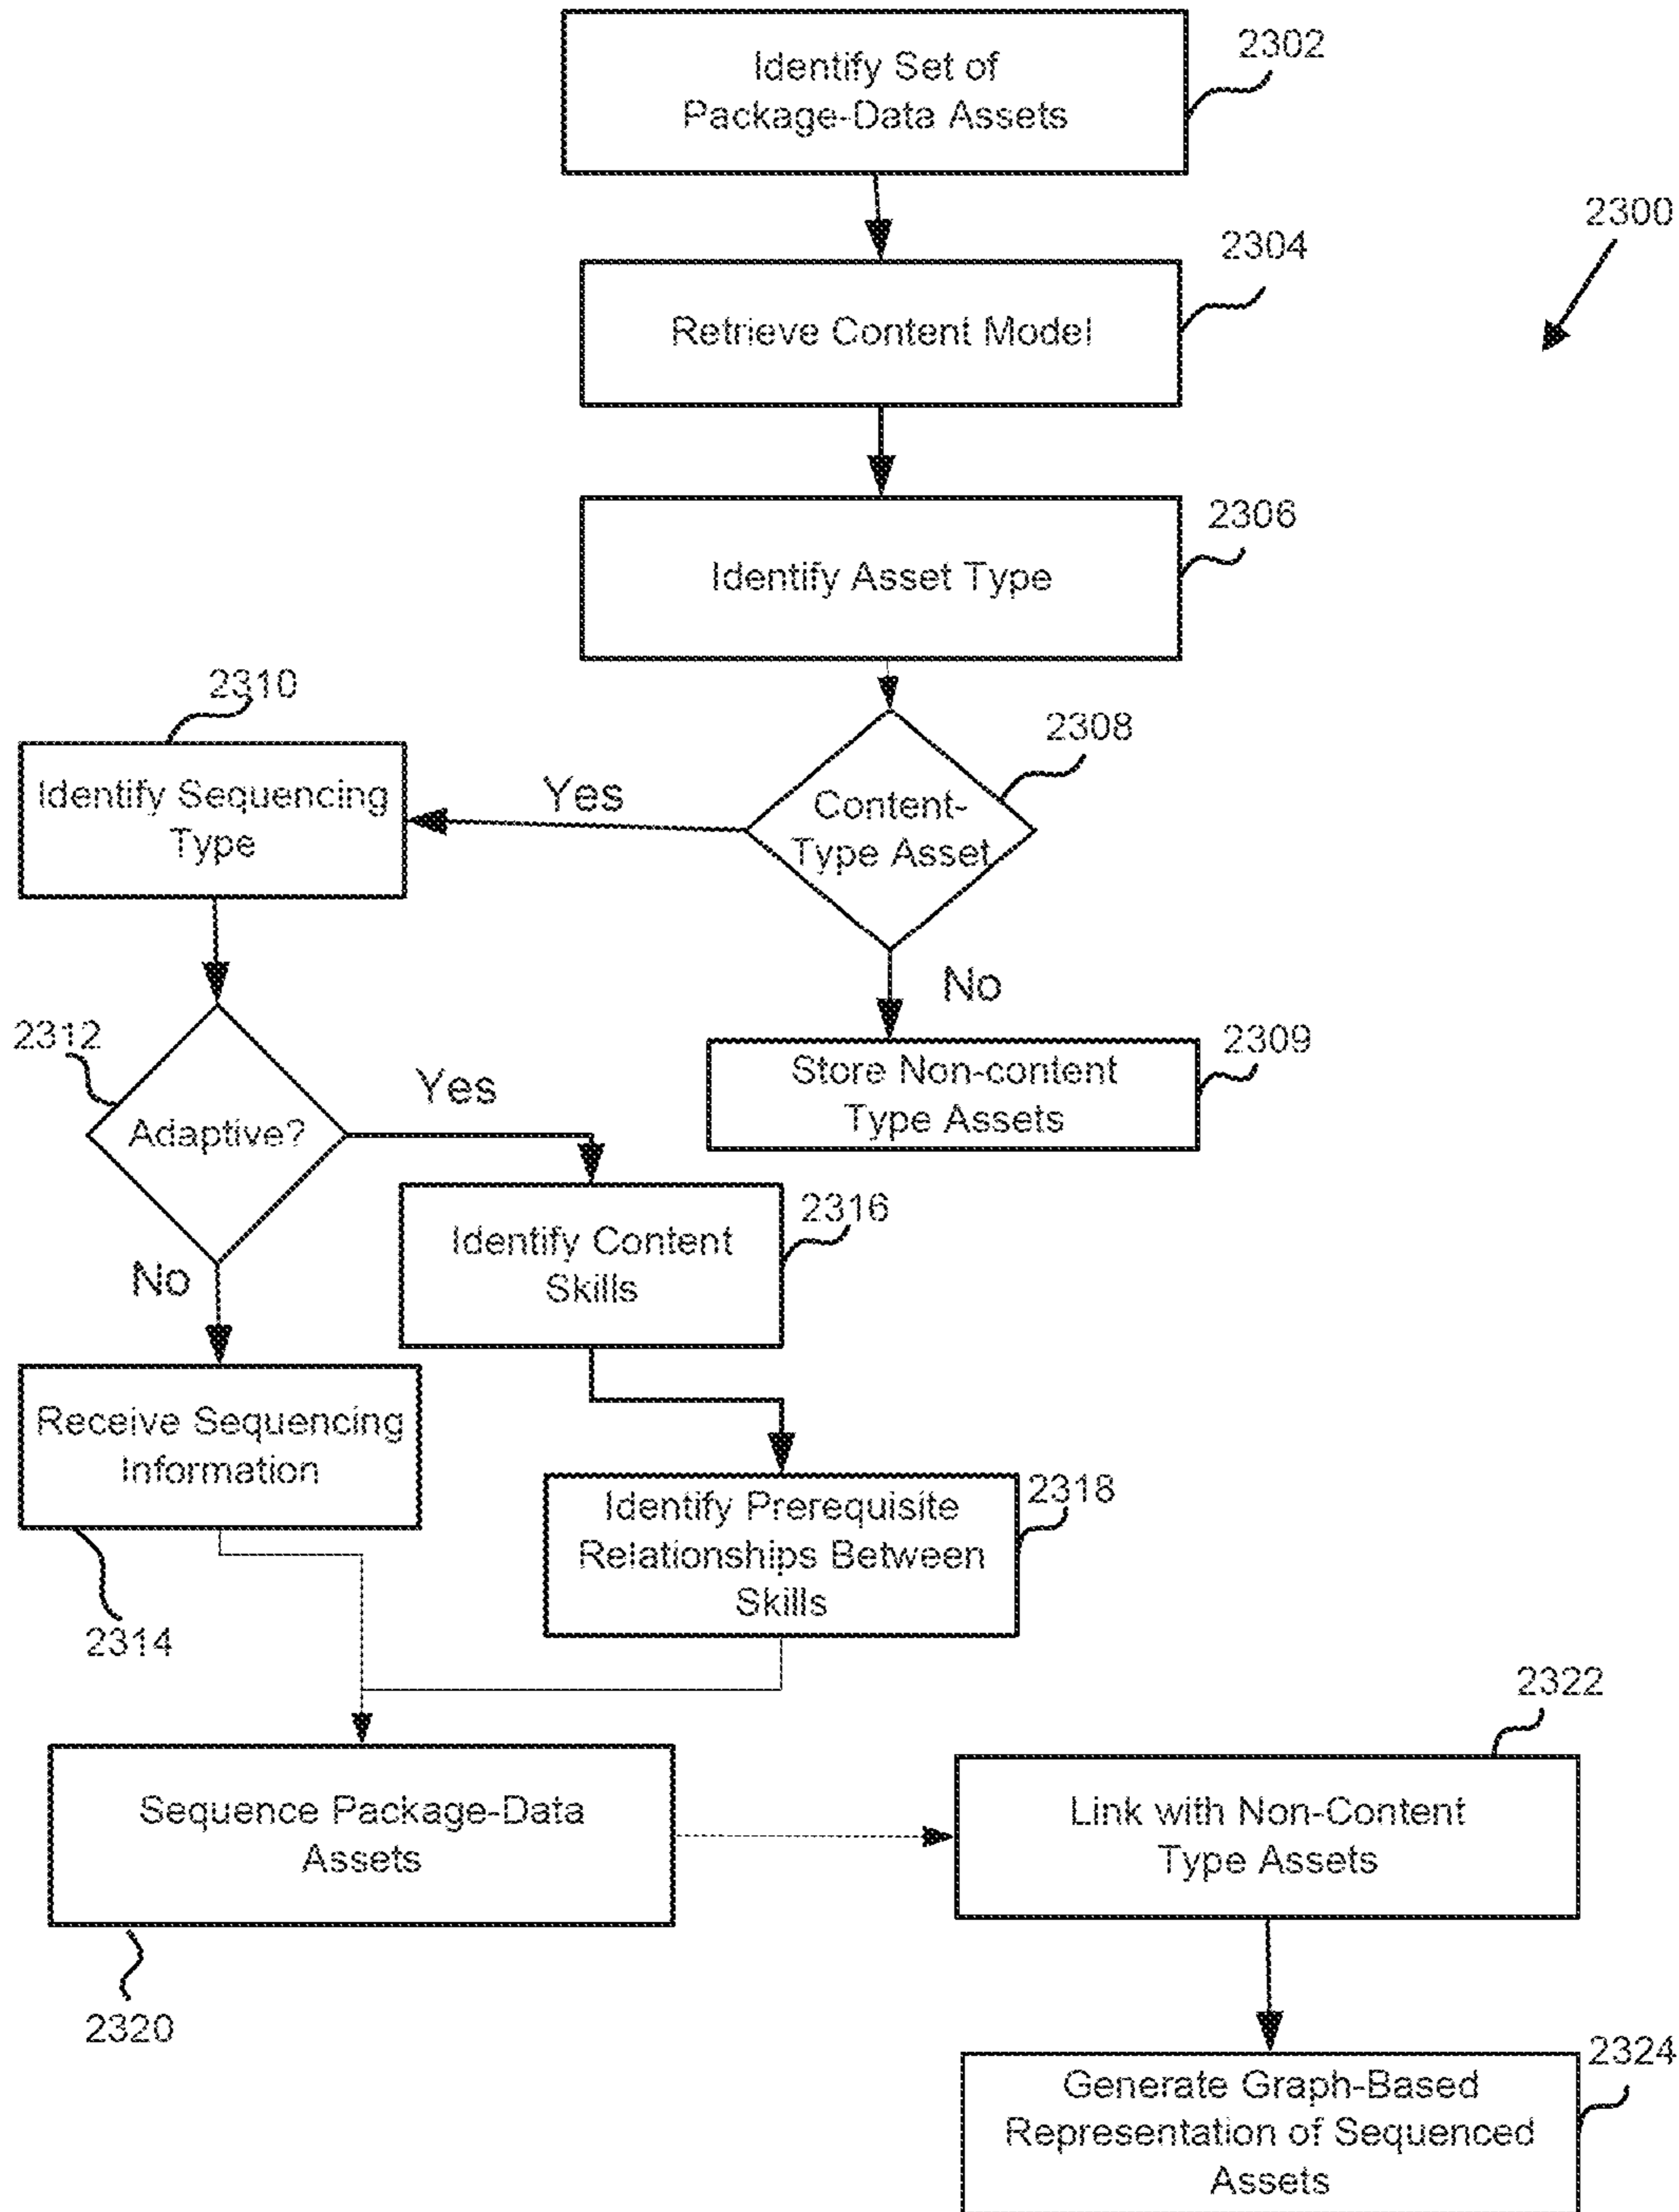 Identify Set of
Package-Data Assets
2302
2300
Retrieve Content Model
2304
Identify Asset Type
2306
2310
Identify Sequencing
Type
Yes
Content-
Type Asset
2308
No
Store Non-content
Type Assets
2309
2312
Adaptive?
Yes
No
Identify Content
Skills
2316
Receive Sequencing
Information
2314
Identify Prerequisite
Relationships Between
Skills
2318
Sequence Package-Data
Assets
2320
2322
Link with Non-Content
Type Assets
Generate Graph-Based
Representation of Sequenced
Assets
2324